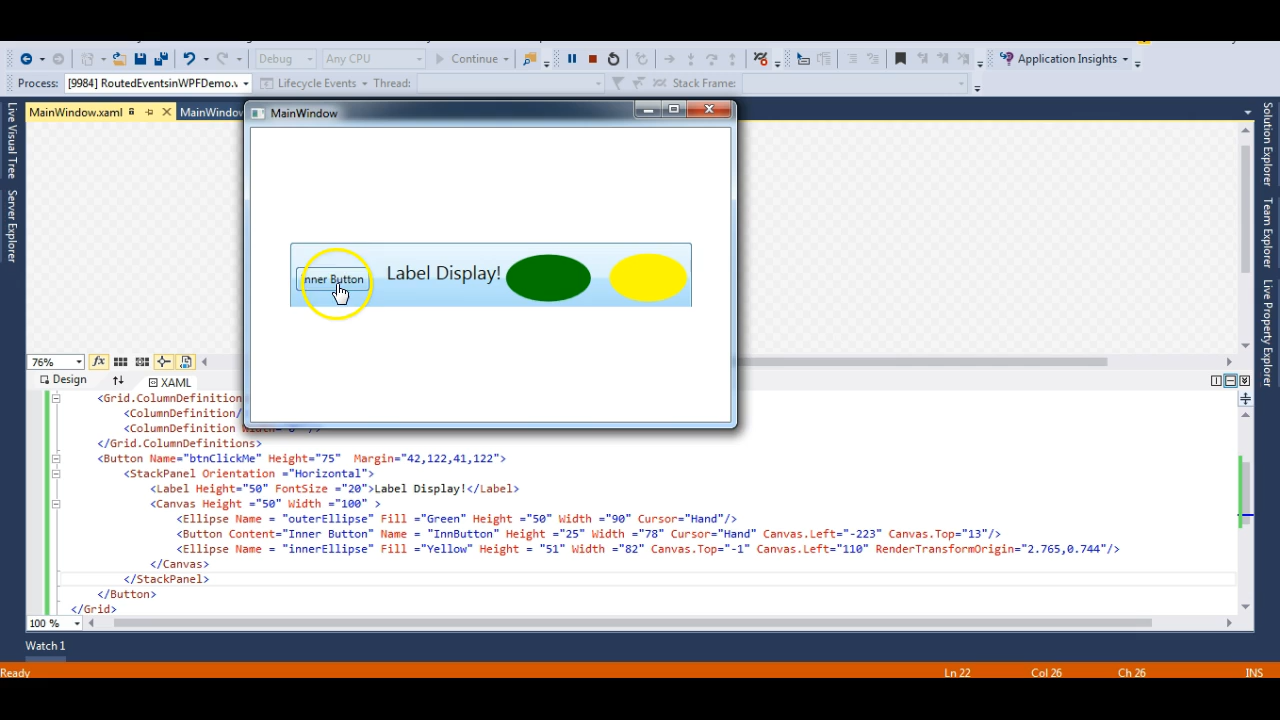 Debug Any CPU Continue Application Insights
Process: [9984] RoutedEventsinWPFDemo.v Lifecycle Events Thread: Stack Frame:
MainWindow.xaml MainWindov
MainWindow
Live Visual Tree
Server Explorer
Solution Explorer
Team Explorer
Live Property Explorer
Inner Button Label Display!
76%
Design XAML
<Grid.ColumnDefinition
<ColumnDefinition/
<ColumnDefinition
</Grid.ColumnDefinitions>
<Button Name="btnClickMe" Height="75" Margin="42,122,41,122">
<StackPanel Orientation ="Horizontal">
<Label Height="50" FontSize ="20">Label Display!</Label>
<Canvas Height ="50" Width ="100" >
<Ellipse Name = "outerEllipse" Fill ="Green" Height ="50" Width ="90" Cursor="Hand"/>
<Button Content="Inner Button" Name = "InnButton" Height ="25" Width ="78" Cursor="Hand" Canvas.Left="-223" Canvas.Top="13"/>
<Ellipse Name = "innerEllipse" Fill ="Yellow" Height = "51" Width ="82" Canvas.Top="-1" Canvas.Left="110" RenderTransformOrigin="2.765,0.744"/>
</Canvas>
</StackPanel>
</Button>
</Grid>
100 %
Watch 1
Ready Ln 22 Col 26 Ch 26 INS